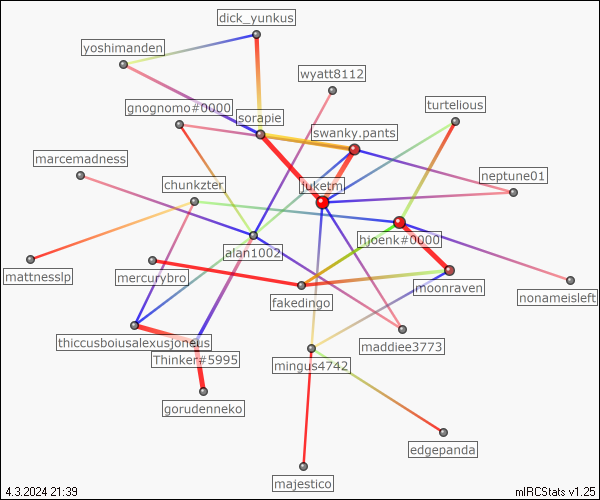 dick_yunkus
yoshimanden
wyatt8112
gnognomo#0000
turtelious
sorapie
swanky.pants
marcemadness
neptune01
chunkzter
juketm
hjoenk#0000
alan1002
mattnesslp
mercurybro
fakedingo
moonraven
nonameisleft
thiccusboiusalexusjoneus
maddiee3773
Thinker#5995
mingus4742
gorudenneko
edgepanda
majestico
4.3.2024 21:39
mIRCStats v1.25